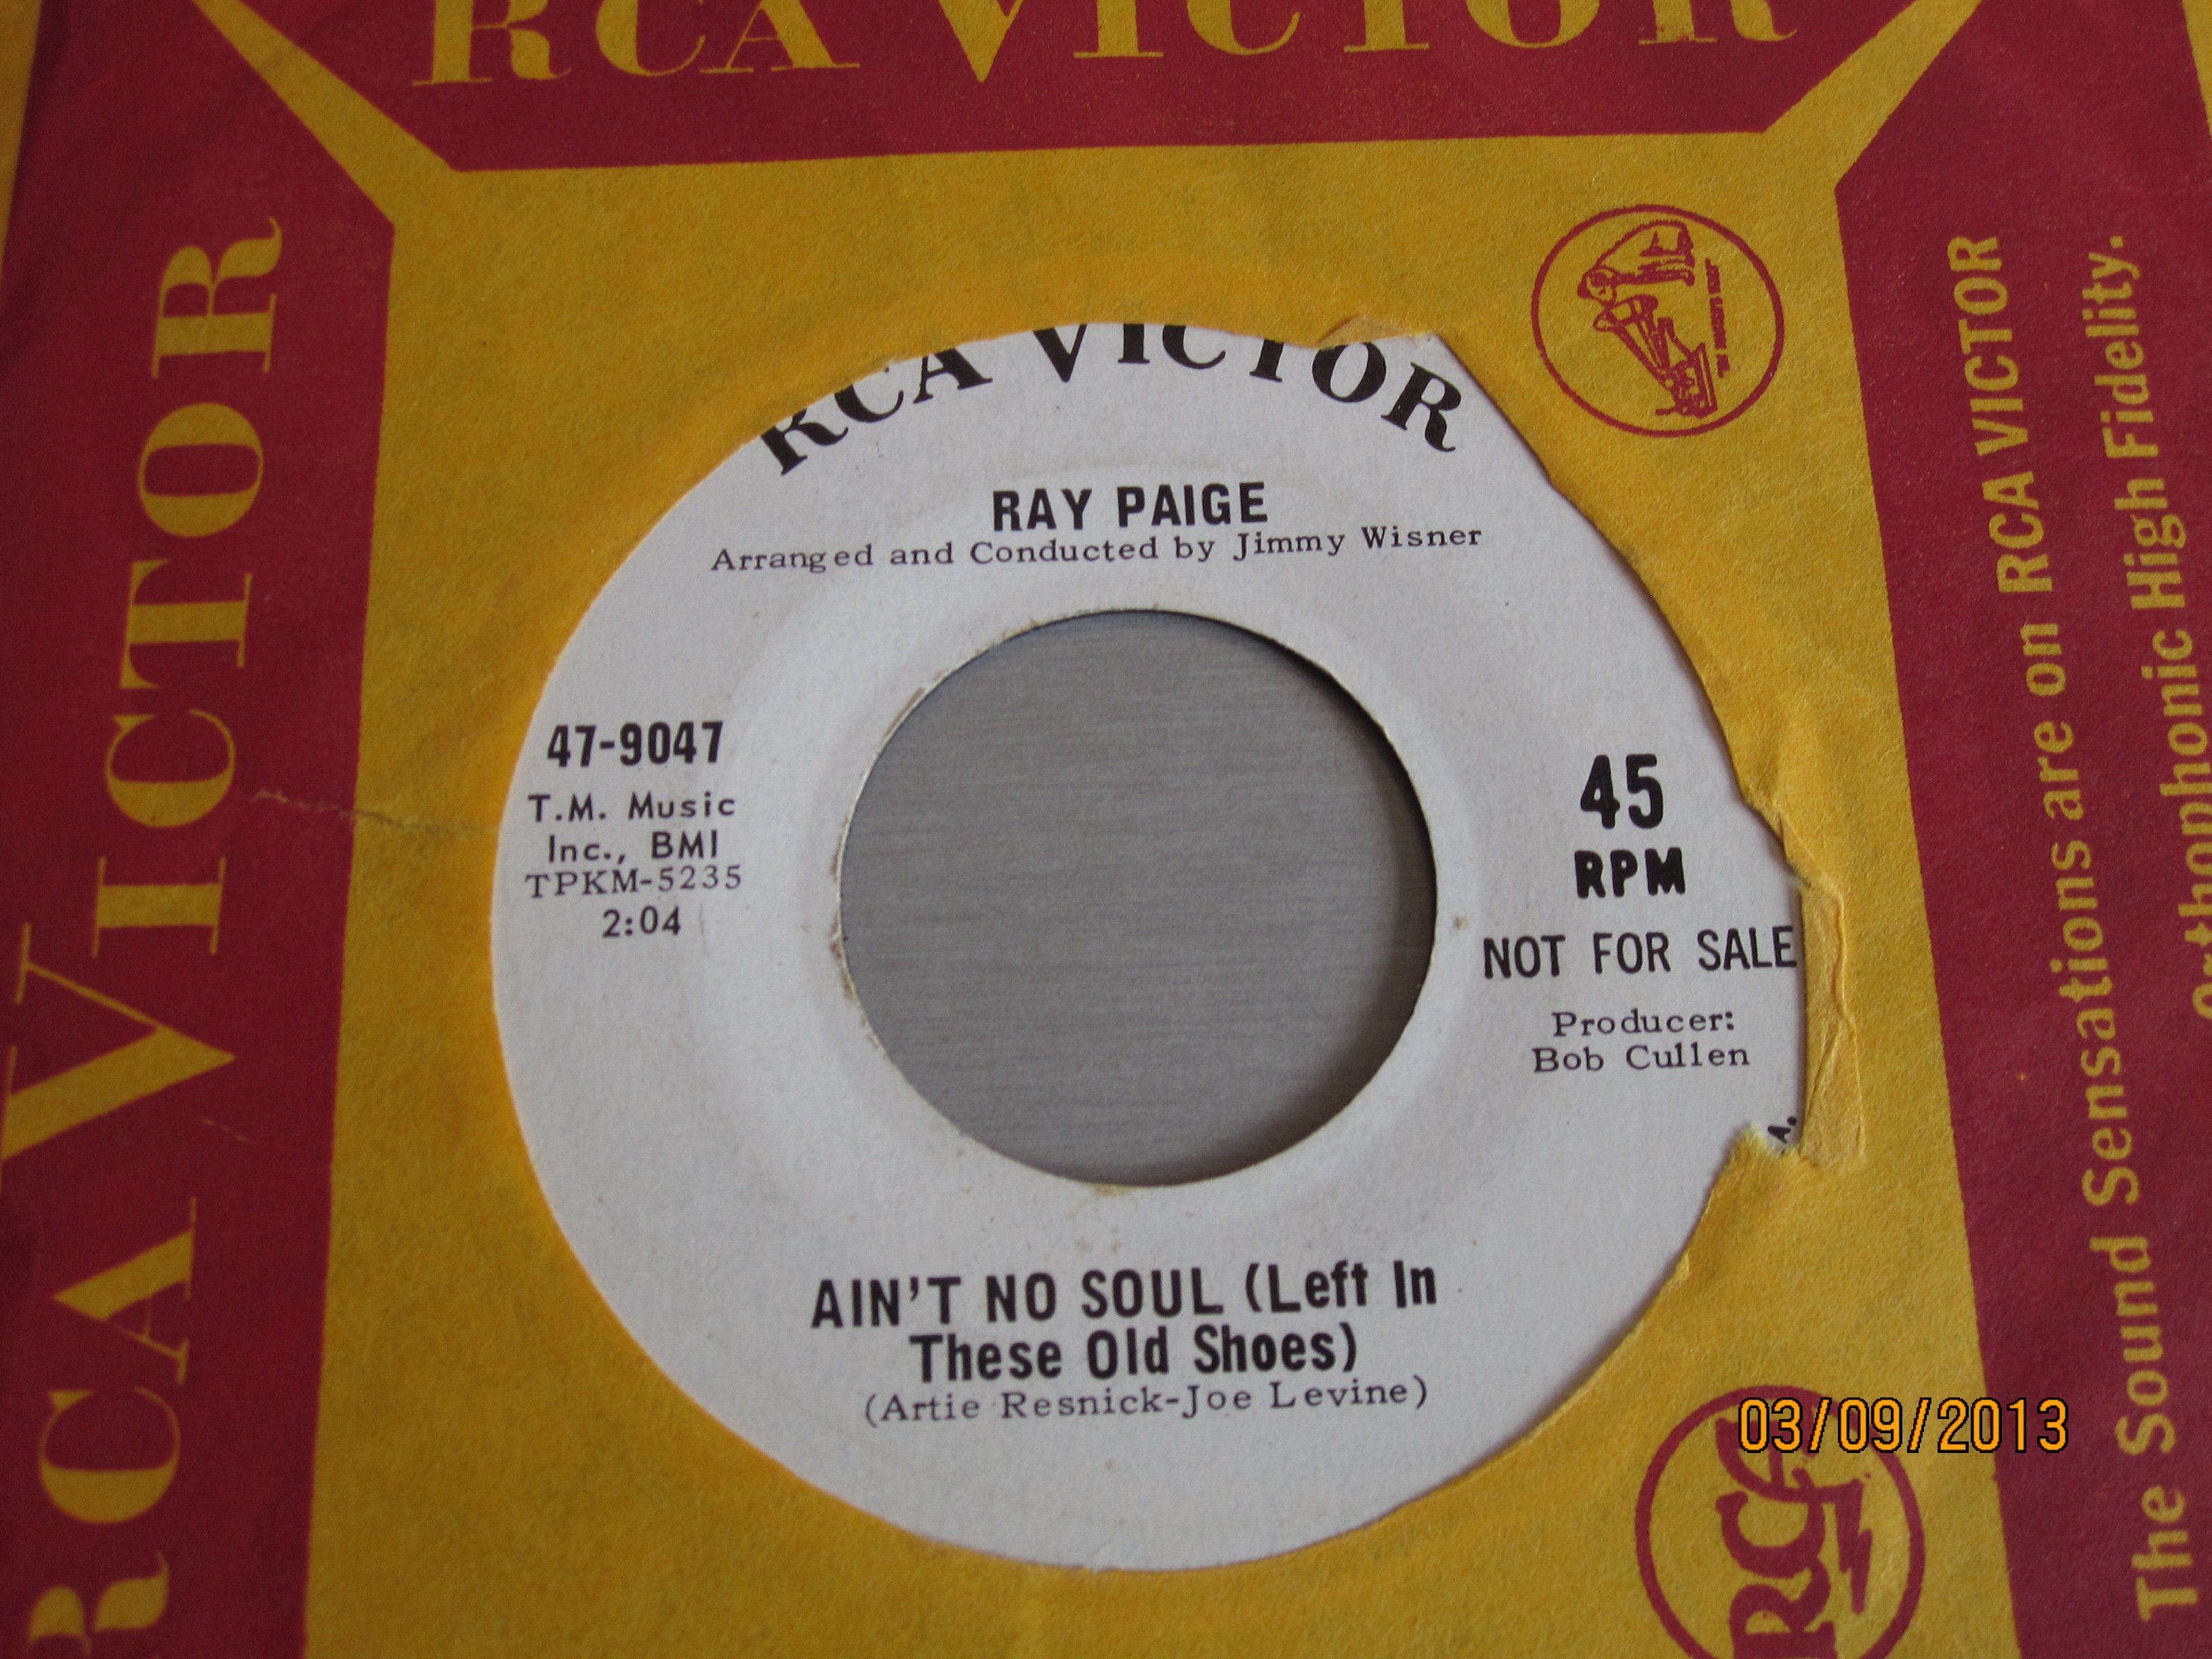 RCA VICTOR
RCA VICTOR
RCA VICTOR
RAY PAIGE
Arranged and Conducted by Jimmy Wisner
47-9047
T.M. Music
Inc., BMI
TPKM-5235
2:04
45
RPM
NOT FOR SALE
Producer:
Bob Cullen
AIN'T NO SOUL (Left In
These Old Shoes)
(Artie Resnick-Joe Levine)
The Sound Sensations are on RCA VICTOR
Orthophonic High Fidelity.
RCA
03/09/2013